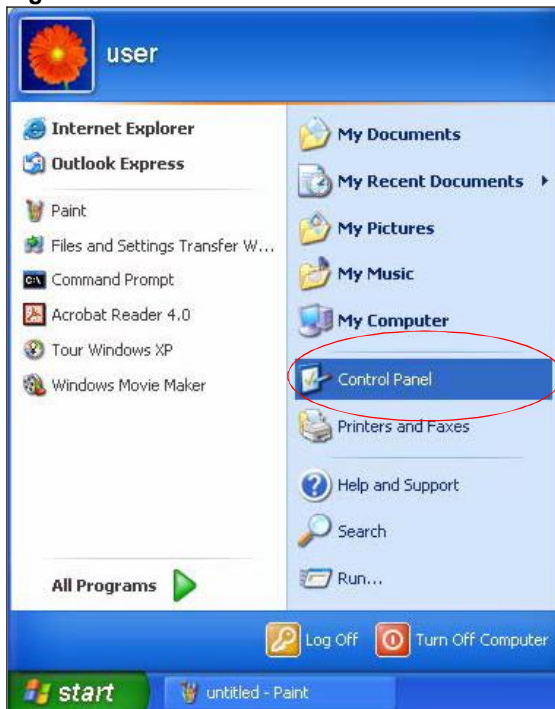 user
Internet Explorer
Outlook Express
Paint
Files and Settings Transfer W...
Command Prompt
Acrobat Reader 4.0
Tour Windows XP
Windows Movie Maker
All Programs
My Documents
My Recent Documents
My Pictures
My Music
My Computer
Control Panel
Printers and Faxes
Help and Support
Search
Run...
Log Off
Turn Off Computer
start
untitled - Paint